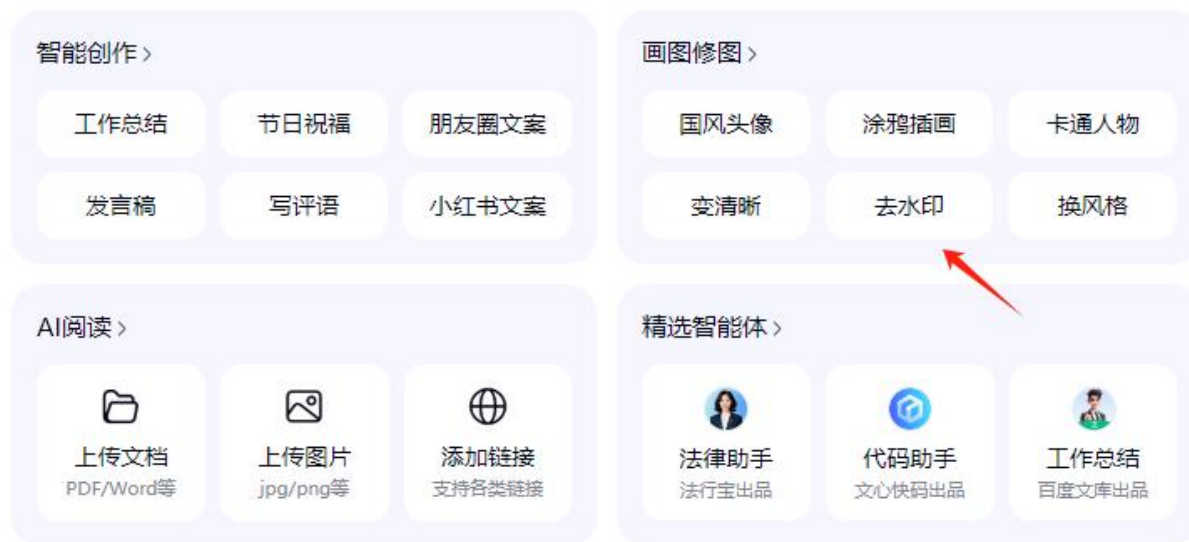 智能创作>
工作总结
节日祝福
朋友圈文案
发言稿
写评语
小红书文案
画图修图>
国风头像
涂鸦插画
卡通人物
变清晰
去水印
换风格
AI阅读>
上传文档
PDF/Word等
上传图片
jpg/png等
添加链接
支持各类链接
精选智能体>
法律助手
法行宝出品
代码助手
文心快码出品
工作总结
百度文库出品